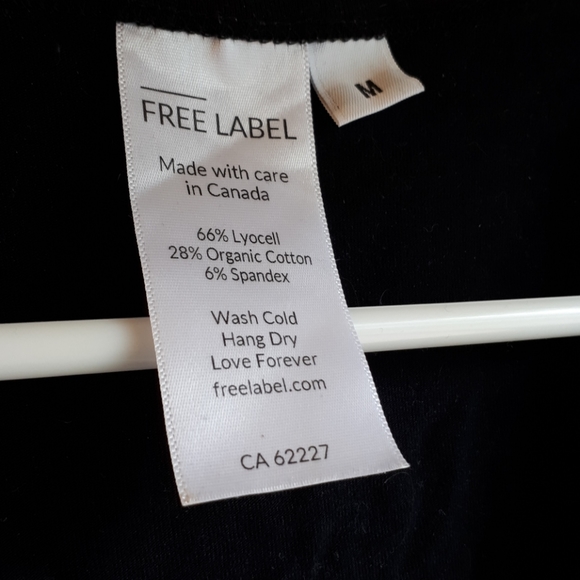 FREE LABEL
M
Made with care
in Canada
66% Lyocell
28% Organic Cotton
6% Spandex
Wash Cold
Hang Dry
Love Forever
freelabel.com
CA 62227